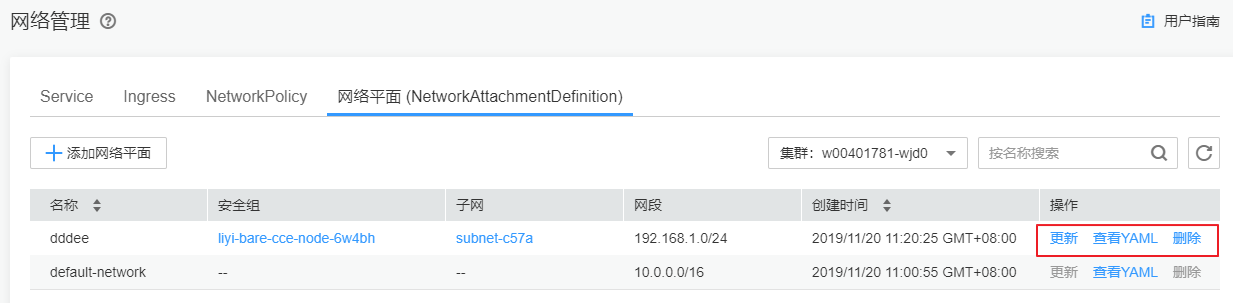 网络管理 用户指南
Service Ingress NetworkPolicy 网络平面 (NetworkAttachmentDefinition)
添加网络平面 集群：w00401781-wjd0 按名称搜索
名称 安全组 子网 网段 创建时间 操作
dddee liyi-bare-cce-node-6w4bh subnet-c57a 192.168.1.0/24 2019/11/20 11:20:25 GMT+08:00 更新 查看YAML 删除
default-network -- -- 10.0.0.0/16 2019/11/20 11:00:55 GMT+08:00 更新 查看YAML 删除